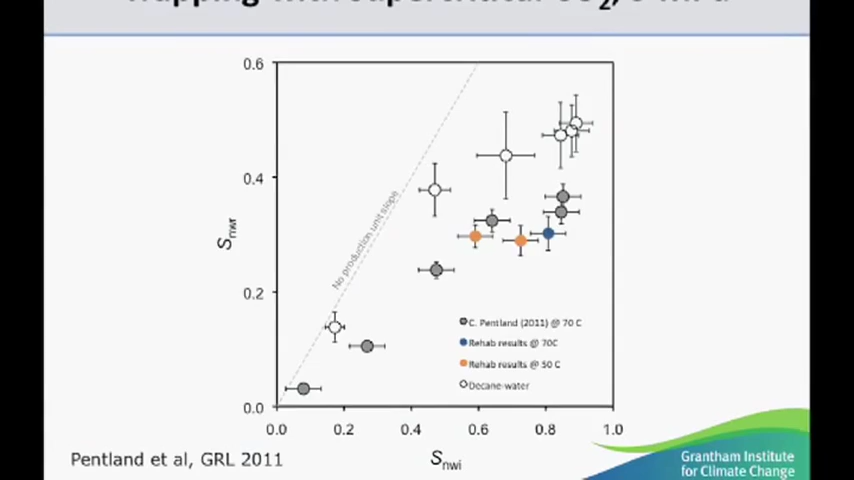 0.6
0.4
0.2
0.0
0.0 0.2 0.4 0.6 0.8 1.0
Snwr
Snwi
No production unit slope
C. Pentland (2011) @ 70 C
Rehab results @ 70C
Rehab results @ 50 C
Decane-water
Pentland et al, GRL 2011
Grantham Institute
for Climate Change